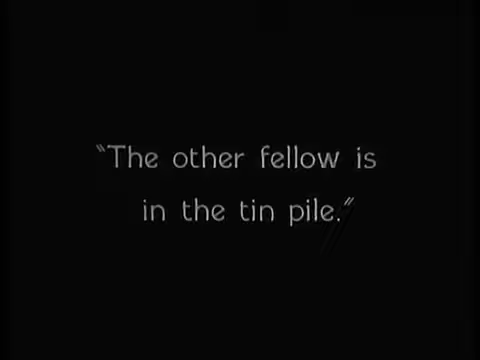 "The other fellow is
in the tin pile."